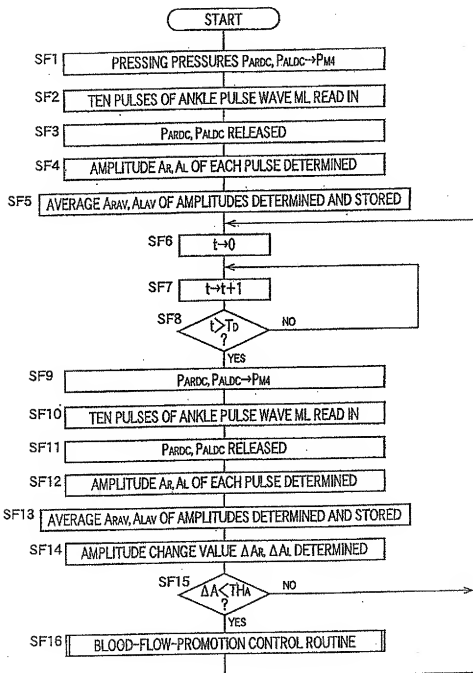 START
SF1 PRESSING PRESSURES PARDC, PALDC→PM4
SF2 TEN PULSES OF ANKLE PULSE WAVE ML READ IN
SF3 PARDC, PALDC RELEASED
SF4 AMPLITUDE AR, AL OF EACH PULSE DETERMINED
SF5 AVERAGE ARAV, ALAV OF AMPLITUDES DETERMINED AND STORED
SF6 t→0
SF7 t→t+1
SF8 t>TD ? NO
YES
SF9 PARDC, PALDC→PM4
SF10 TEN PULSES OF ANKLE PULSE WAVE ML READ IN
SF11 PARDC, PALDC RELEASED
SF12 AMPLITUDE AR, AL OF EACH PULSE DETERMINED
SF13 AVERAGE ARAV, ALAV OF AMPLITUDES DETERMINED AND STORED
SF14 AMPLITUDE CHANGE VALUE ΔAR, ΔAL DETERMINED
SF15 ΔA<THA ? NO
YES
SF16 BLOOD-FLOW-PROMOTION CONTROL ROUTINE